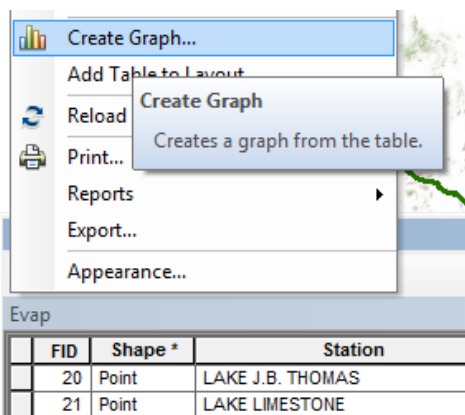 Create Graph...
Add Table to Layout
Create Graph
Creates a graph from the table.
Reload
Print...
Reports
Export...
Appearance...
Evap
FID Shape * Station
20 Point LAKE J.B. THOMAS
21 Point LAKE LIMESTONE